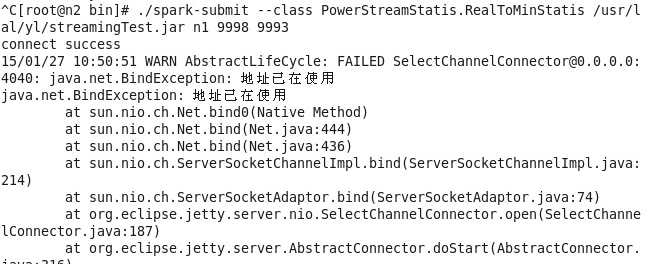 ^C[root@n2 bin]# ./spark-submit --class PowerStreamStatis.RealToMinStatis /usr/l
al/yl/streamingTest.jar n1 9998 9993
connect success
15/01/27 10:50:51 WARN AbstractLifeCycle: FAILED SelectChannelConnector@0.0.0.0:
4040: java.net.BindException: 地址已在使用
java.net.BindException: 地址已在使用
at sun.nio.ch.Net.bind0(Native Method)
at sun.nio.ch.Net.bind(Net.java:444)
at sun.nio.ch.Net.bind(Net.java:436)
at sun.nio.ch.ServerSocketChannelImpl.bind(ServerSocketChannelImpl.java:
214)
at sun.nio.ch.ServerSocketAdaptor.bind(ServerSocketAdaptor.java:74)
at org.eclipse.jetty.server.nio.SelectChannelConnector.open(SelectChanne
lConnector.java:187)
at org.eclipse.jetty.server.AbstractConnector.doStart(AbstractConnector.
java:316)